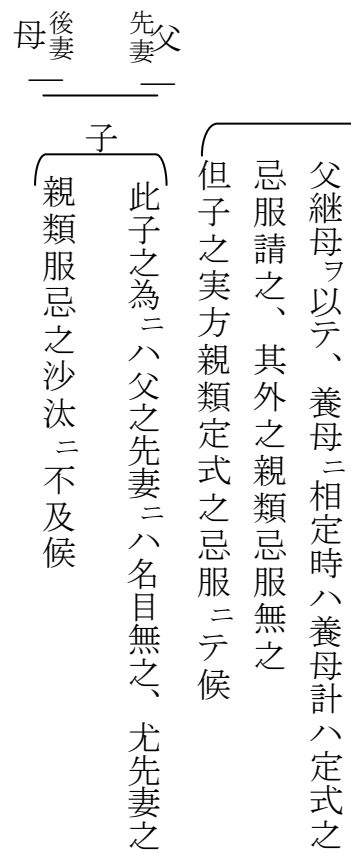 父継母ヲ以テ、養母ニ相定時ハ養母計ハ定式之
忌服請之、其外之親類忌服無之
但子之実方親類定式之忌服ニテ候
父
先妻
後妻
母
子
此子之為ニハ父之先妻ニハ名目無之、尤先妻之
親類服忌之沙汰ニ不及候